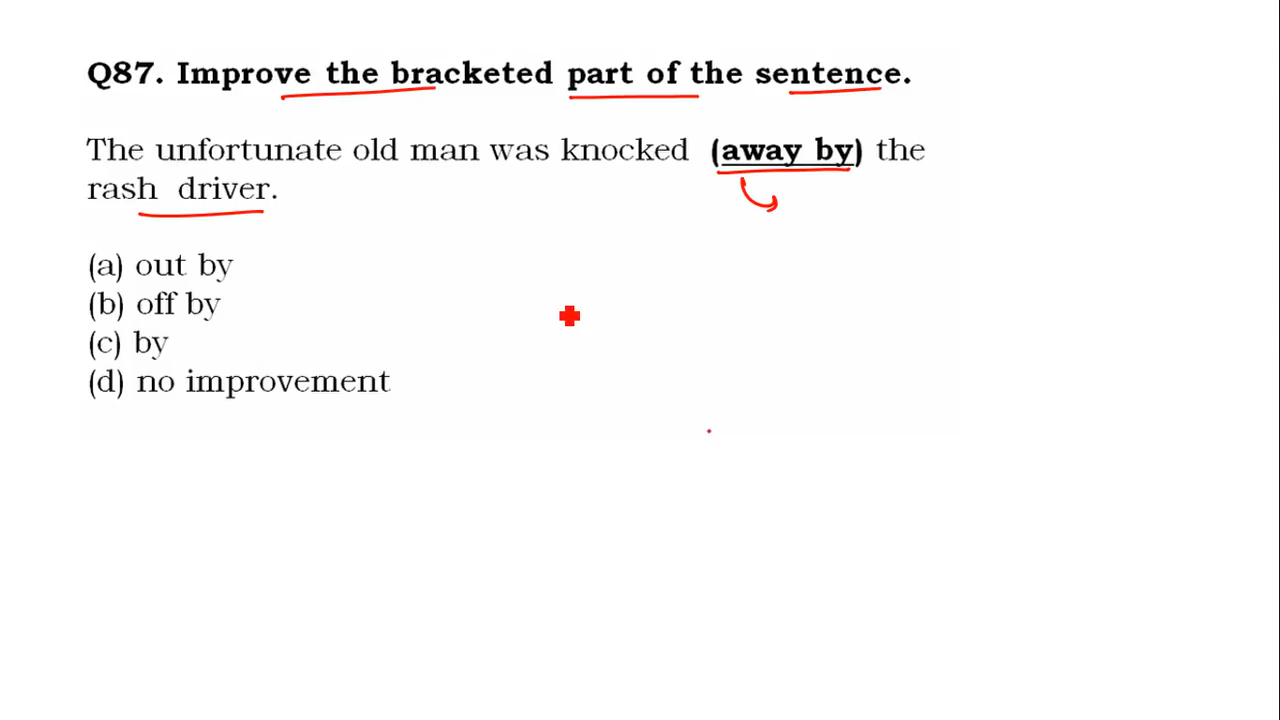 Q87. Improve the bracketed part of the sentence.
The unfortunate old man was knocked (away by) the
rash driver.
(a) out by
(b) off by
(c) by
(d) no improvement